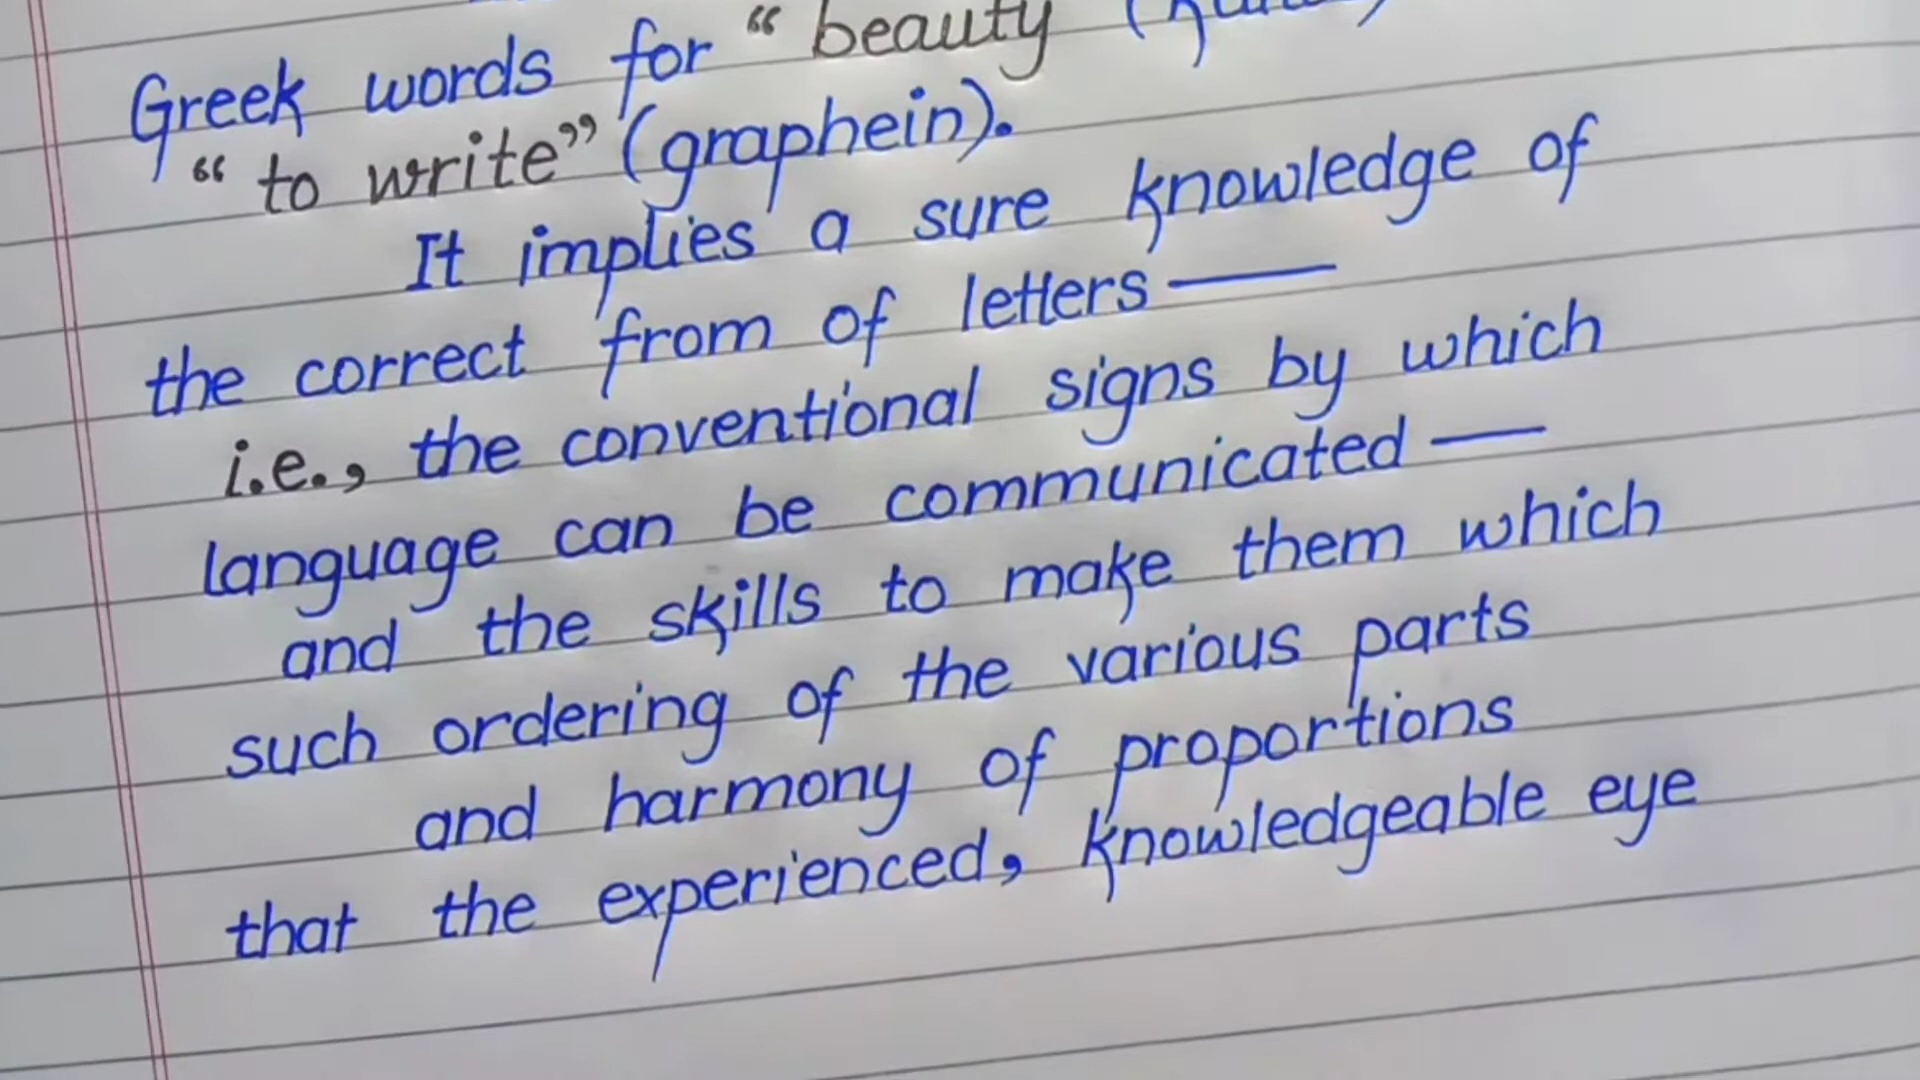 Greek words for “ beauty
“ to write” (graphein).
It implies a sure knowledge of
the correct from of letters —
i.e., the conventional signs by which
language can be communicated —
and the skills to make them which
such ordering of the various parts
and harmony of proportions
that the experienced, knowledgeable eye